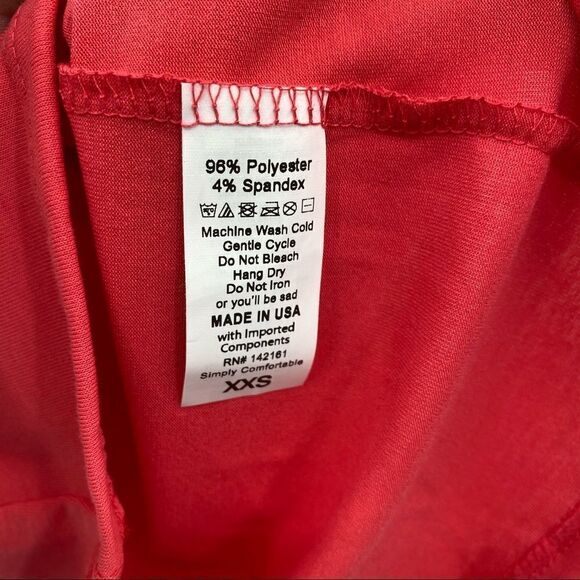 96% Polyester
4% Spandex
Machine Wash Cold
Gentle Cycle
Do Not Bleach
Hang Dry
Do Not Iron
or you'll be sad
MADE IN USA
with Imported
Components
RN# 142161
Simply Comfortable
XXS